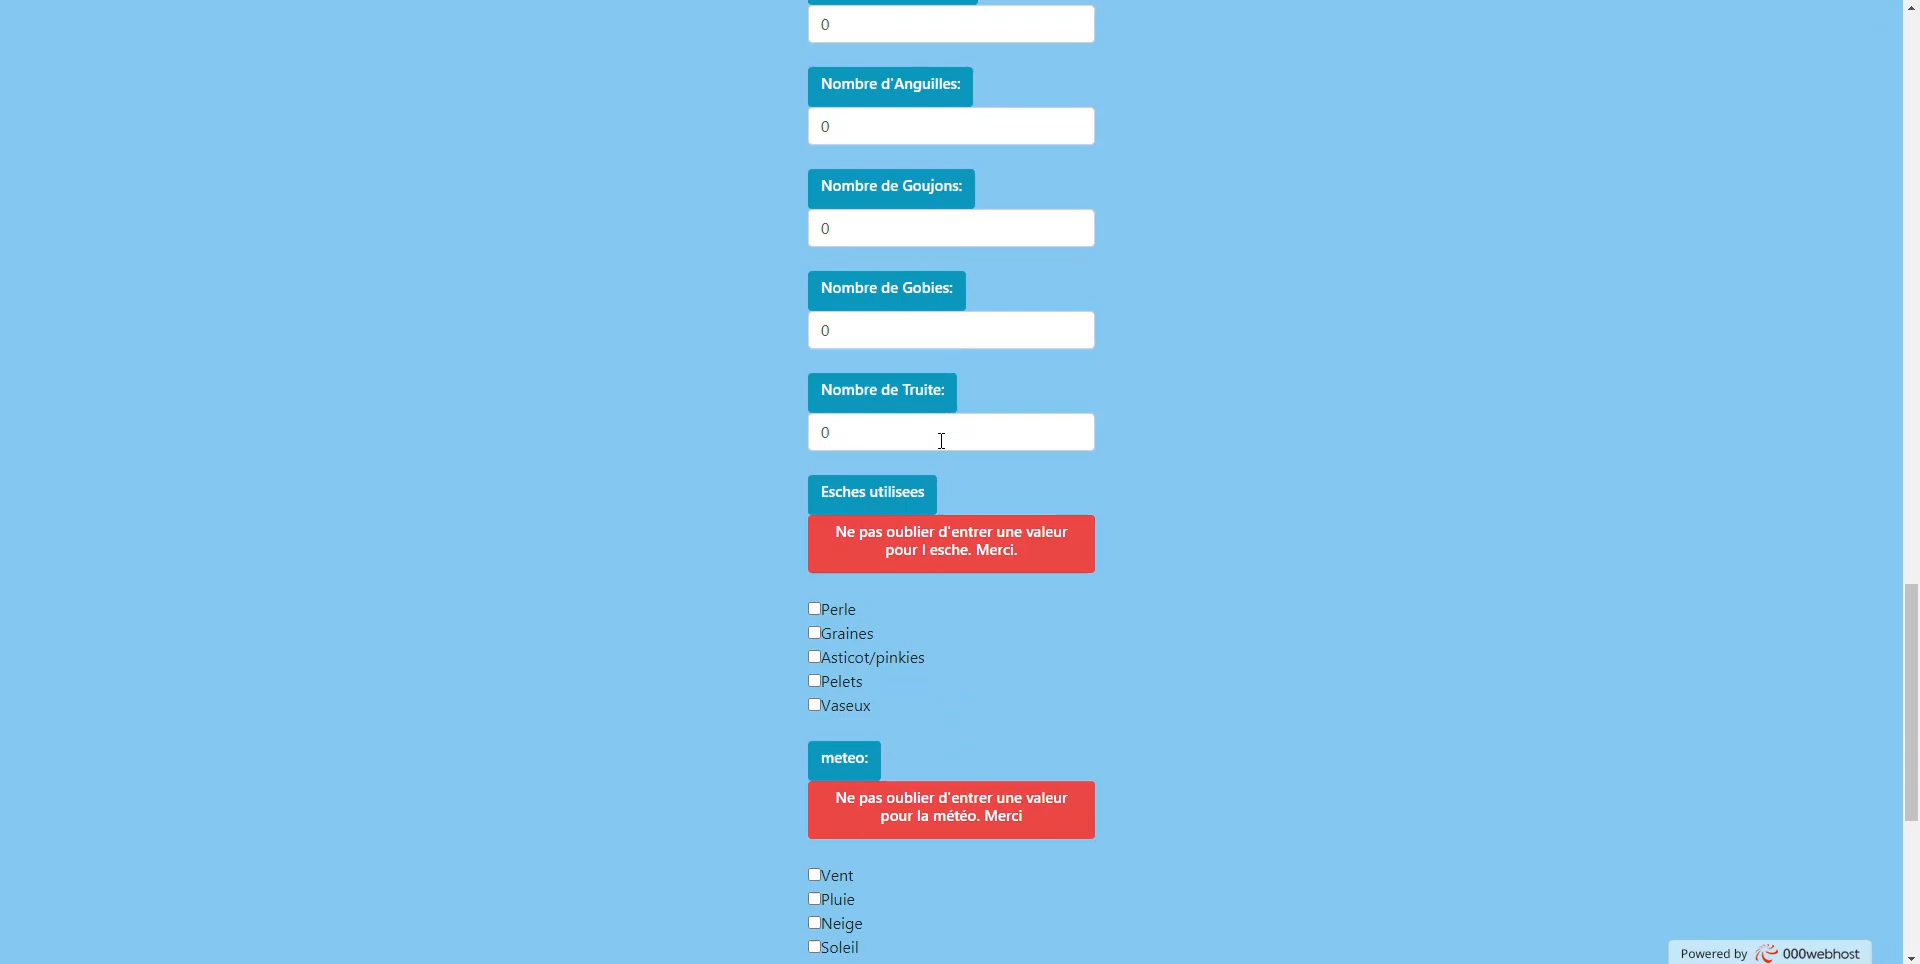 0
Nombre d'Anguilles:
0
Nombre de Goujons:
0
Nombre de Gobies:
0
Nombre de Truite:
0
Esches utilisees
Ne pas oublier d'entrer une valeur
pour l esche. Merci.
Perle
Graines
Asticot/pinkies
Pelets
Vaseux
meteo:
Ne pas oublier d'entrer une valeur
pour la météo. Merci
Vent
Pluie
Neige
Soleil
Powered by 000webhost